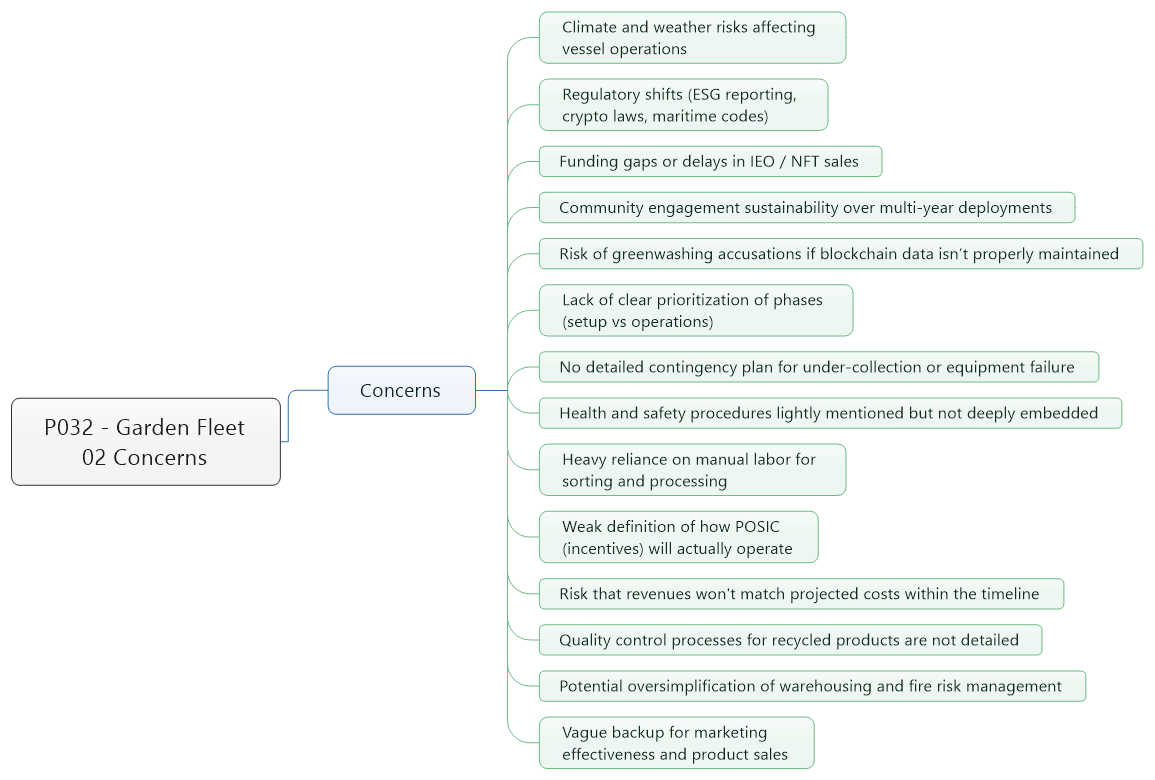 P032 - Garden Fleet
02 Concerns
Concerns
Climate and weather risks affecting
vessel operations
Regulatory shifts (ESG reporting,
crypto laws, maritime codes)
Funding gaps or delays in IEO / NFT sales
Community engagement sustainability over multi-year deployments
Risk of greenwashing accusations if blockchain data isn’t properly maintained
Lack of clear prioritization of phases
(setup vs operations)
No detailed contingency plan for under-collection or equipment failure
Health and safety procedures lightly mentioned but not deeply embedded
Heavy reliance on manual labor for
sorting and processing
Weak definition of how POSIC
(incentives) will actually operate
Risk that revenues won't match projected costs within the timeline
Quality control processes for recycled products are not detailed
Potential oversimplification of warehousing and fire risk management
Vague backup for marketing
effectiveness and product sales